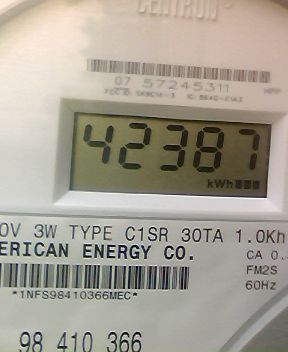 CENTRON®
07 57245311
42387
kWh
0V 3W TYPE C1SR 30TA 1.0Kh
ERICAN ENERGY CO.
CA 0.
FM2S
*1NFS98410366MEC*
60Hz
98 410 366